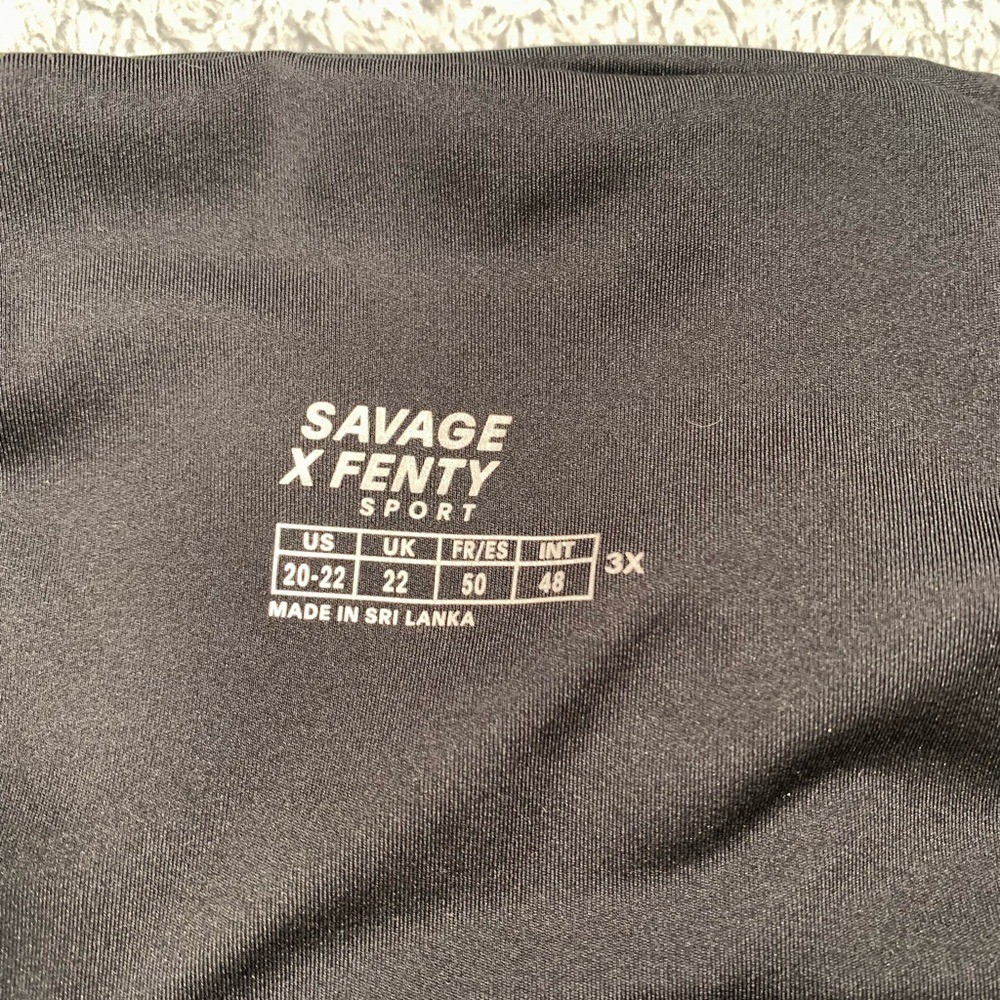 SAVAGE
X FENTY
SPORT
US UK FR/ES INT
20-22 22 50 48 3X
MADE IN SRI LANKA